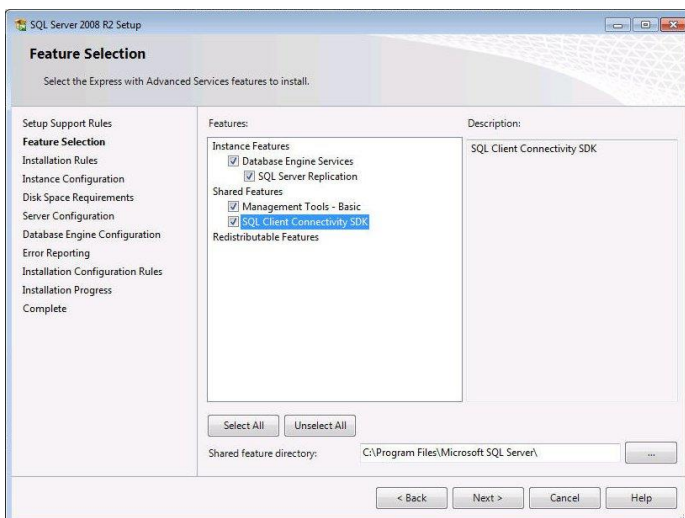 SQL Server 2008 R2 Setup
Feature Selection
Select the Express with Advanced Services features to install.
Setup Support Rules
Feature Selection
Installation Rules
Instance Configuration
Disk Space Requirements
Server Configuration
Database Engine Configuration
Error Reporting
Installation Configuration Rules
Installation Progress
Complete
Features:
Instance Features
Database Engine Services
SQL Server Replication
Shared Features
Management Tools - Basic
SQL Client Connectivity SDK
Redistributable Features
Description:
SQL Client Connectivity SDK
Select All
Unselect All
Shared feature directory:
C:\Program Files\Microsoft SQL Server\
...
< Back
Next >
Cancel
Help